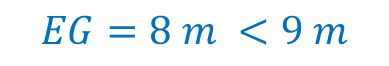 EG = 8 m < 9 m